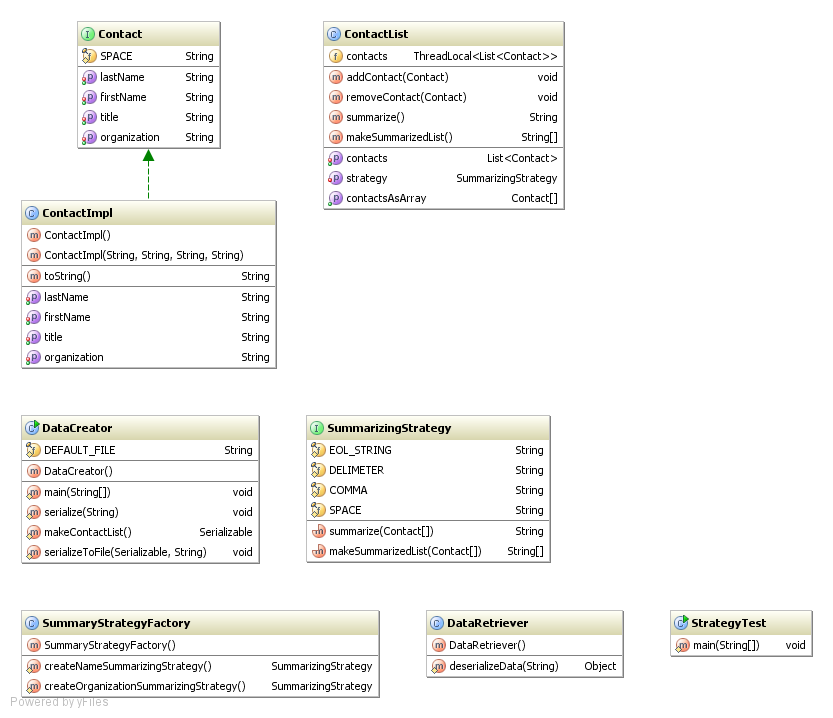 Contact
SPACE String
lastName String
firstName String
title String
organization String
ContactList
contacts ThreadLocal<List<Contact>>
addContact(Contact) void
removeContact(Contact) void
summarize() String
makeSummarizedList() String[]
contacts List<Contact>
strategy SummarizingStrategy
contactsAsArray Contact[]
ContactImpl
ContactImpl()
ContactImpl(String, String, String, String)
toString() String
lastName String
firstName String
title String
organization String
DataCreator
DEFAULT_FILE String
DataCreator()
main(String[]) void
serialize(String) void
makeContactList() Serializable
serializeToFile(Serializable, String) void
SummarizingStrategy
EOL_STRING String
DELIMETER String
COMMA String
SPACE String
summarize(Contact[]) String
makeSummarizedList(Contact[]) String[]
SummaryStrategyFactory
SummaryStrategyFactory()
createNameSummarizingStrategy() SummarizingStrategy
createOrganizationSummarizingStrategy() SummarizingStrategy
DataRetriever
DataRetriever()
deserializeData(String) Object
StrategyTest
main(String[]) void
Powered by yFiles